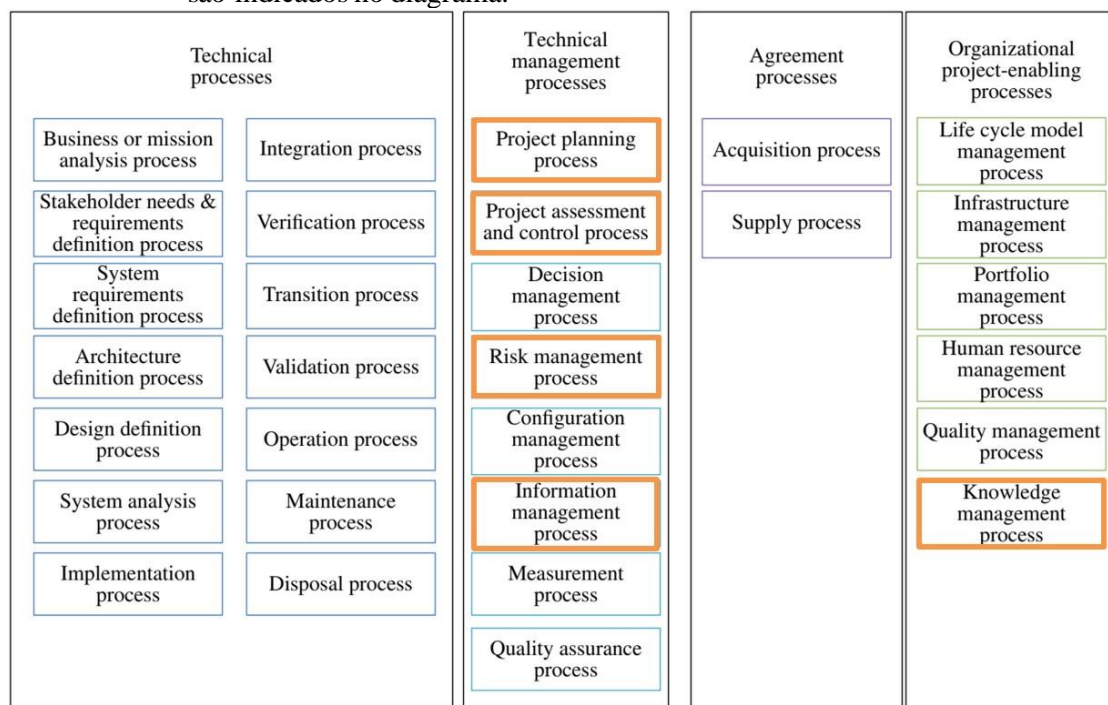 são indicados no diagrama.
Technical
processes
Business or mission
analysis process
Stakeholder needs &
requirements
definition process
System
requirements
definition process
Architecture
definition process
Design definition
process
System analysis
process
Implementation
process
Integration process
Verification process
Transition process
Validation process
Operation process
Maintenance
process
Disposal process
Technical
management
processes
Project planning
process
Project assessment
and control process
Decision
management
process
Risk management
process
Configuration
management
process
Information
management
process
Measurement
process
Quality assurance
process
Agreement
processes
Acquisition process
Supply process
Organizational
project-enabling
processes
Life cycle model
management
process
Infrastructure
management
process
Portfolio
management
process
Human resource
management
process
Quality management
process
Knowledge
management
process